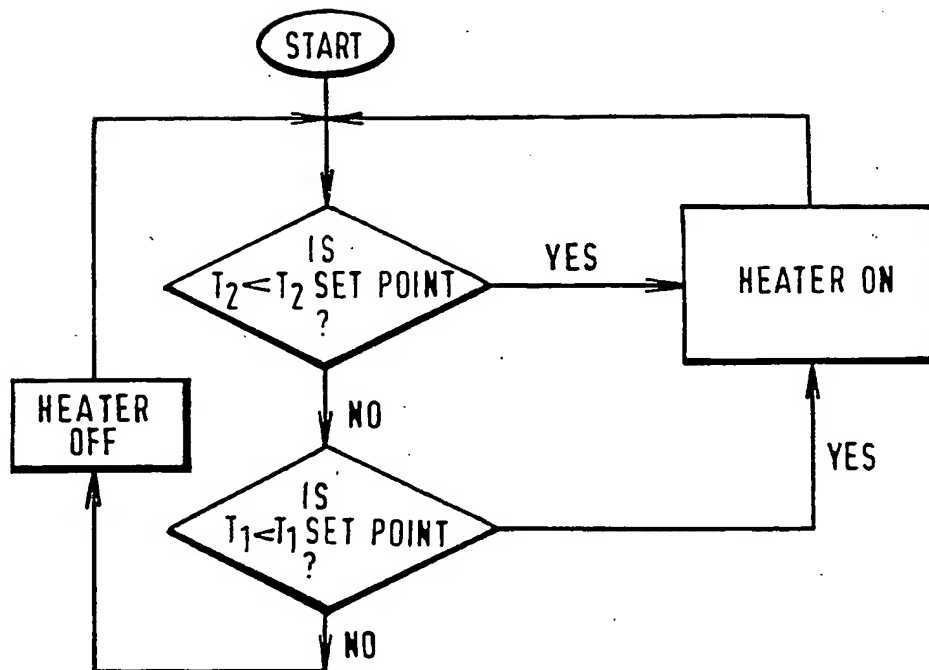 START
IS
T₂<T₂ SET POINT
?
YES
HEATER ON
NO
HEATER
OFF
YES
IS
T₁<T₁ SET POINT
?
NO